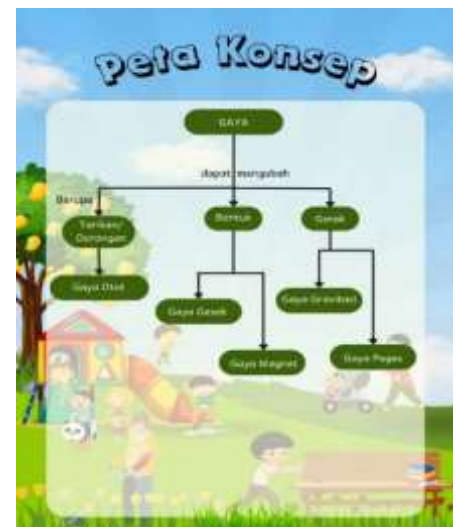 Peta Konsep
GAYA
dapat mengubah
Berupa
Tarikan/
Dorongan
Bentuk
Gerak
Gaya Otot
Gaya Gesek
Gaya Gravitasi
Gaya Magnet
Gaya Pegas